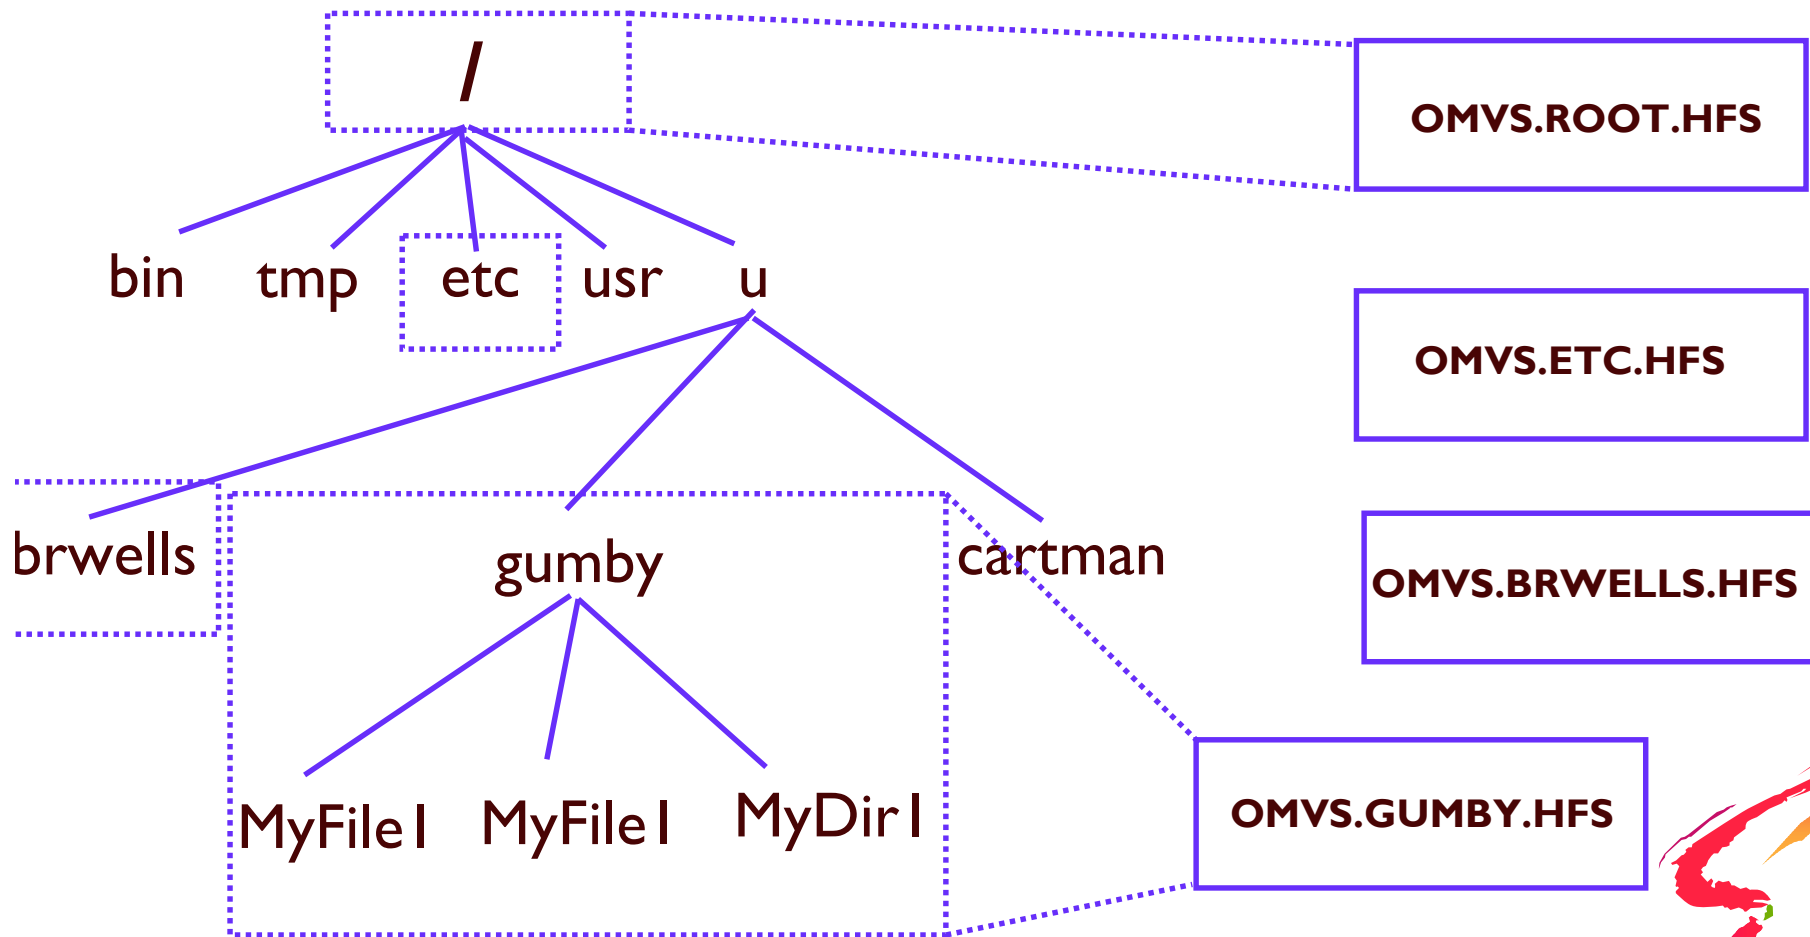 /
OMVS.ROOT.HFS
bin tmp etc usr u
OMVS.ETC.HFS
brwells gumby cartman
OMVS.BRWELLS.HFS
MyFile1 MyFile1 MyDir1
OMVS.GUMBY.HFS